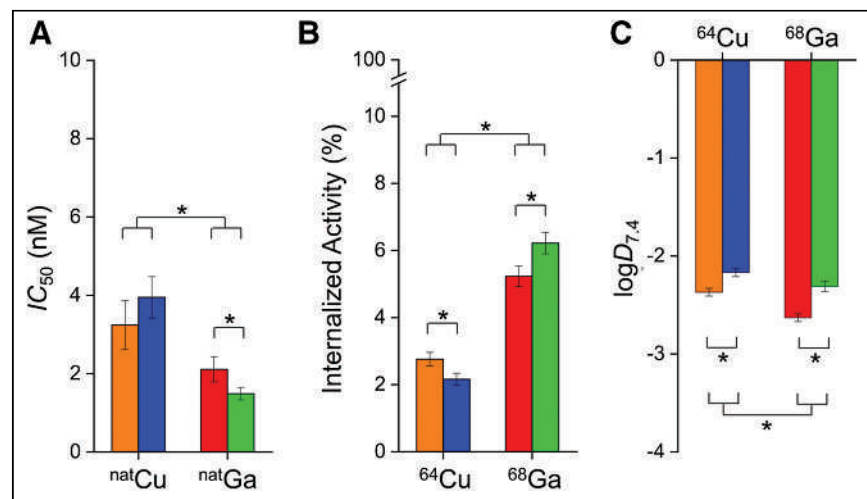 A
IC₅₀ (nM)
10
8
6
4
2
0
*
*
ⁿᵃᵗCu
ⁿᵃᵗGa
B
Internalized Activity (%)
100
10
8
6
4
2
0
*
*
*
⁶⁴Cu
⁶⁸Ga
C
⁶⁴Cu
⁶⁸Ga
logD₇.₄
0
-1
-2
-3
-4
*
*
*